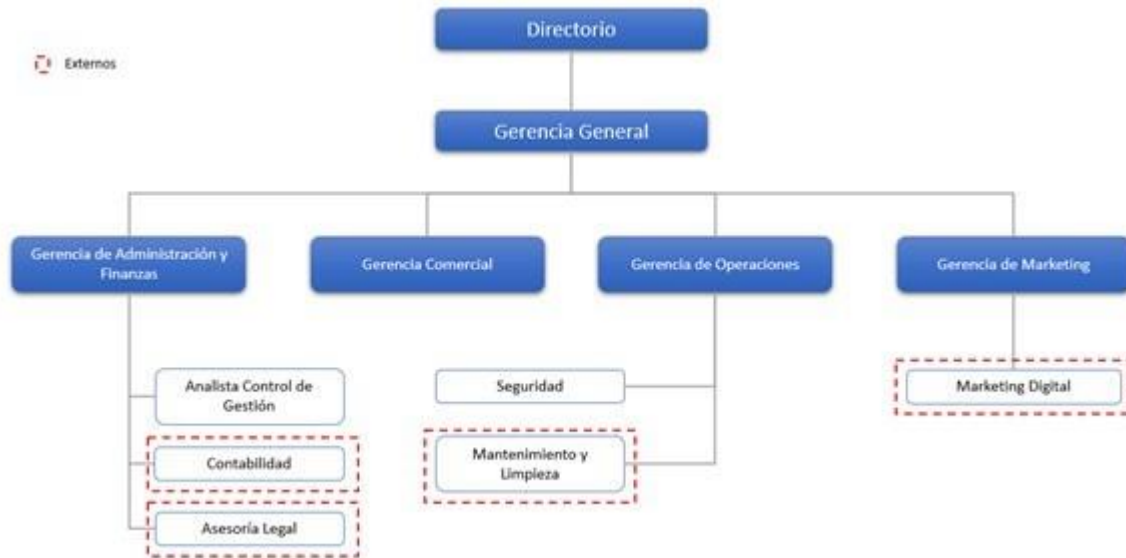 Directorio
Externos
Gerencia General
Gerencia de Administración y
Finanzas
Gerencia Comercial
Gerencia de Operaciones
Gerencia de Marketing
Analista Control de
Gestión
Contabilidad
Asesoría Legal
Seguridad
Mantenimiento y
Limpieza
Marketing Digital